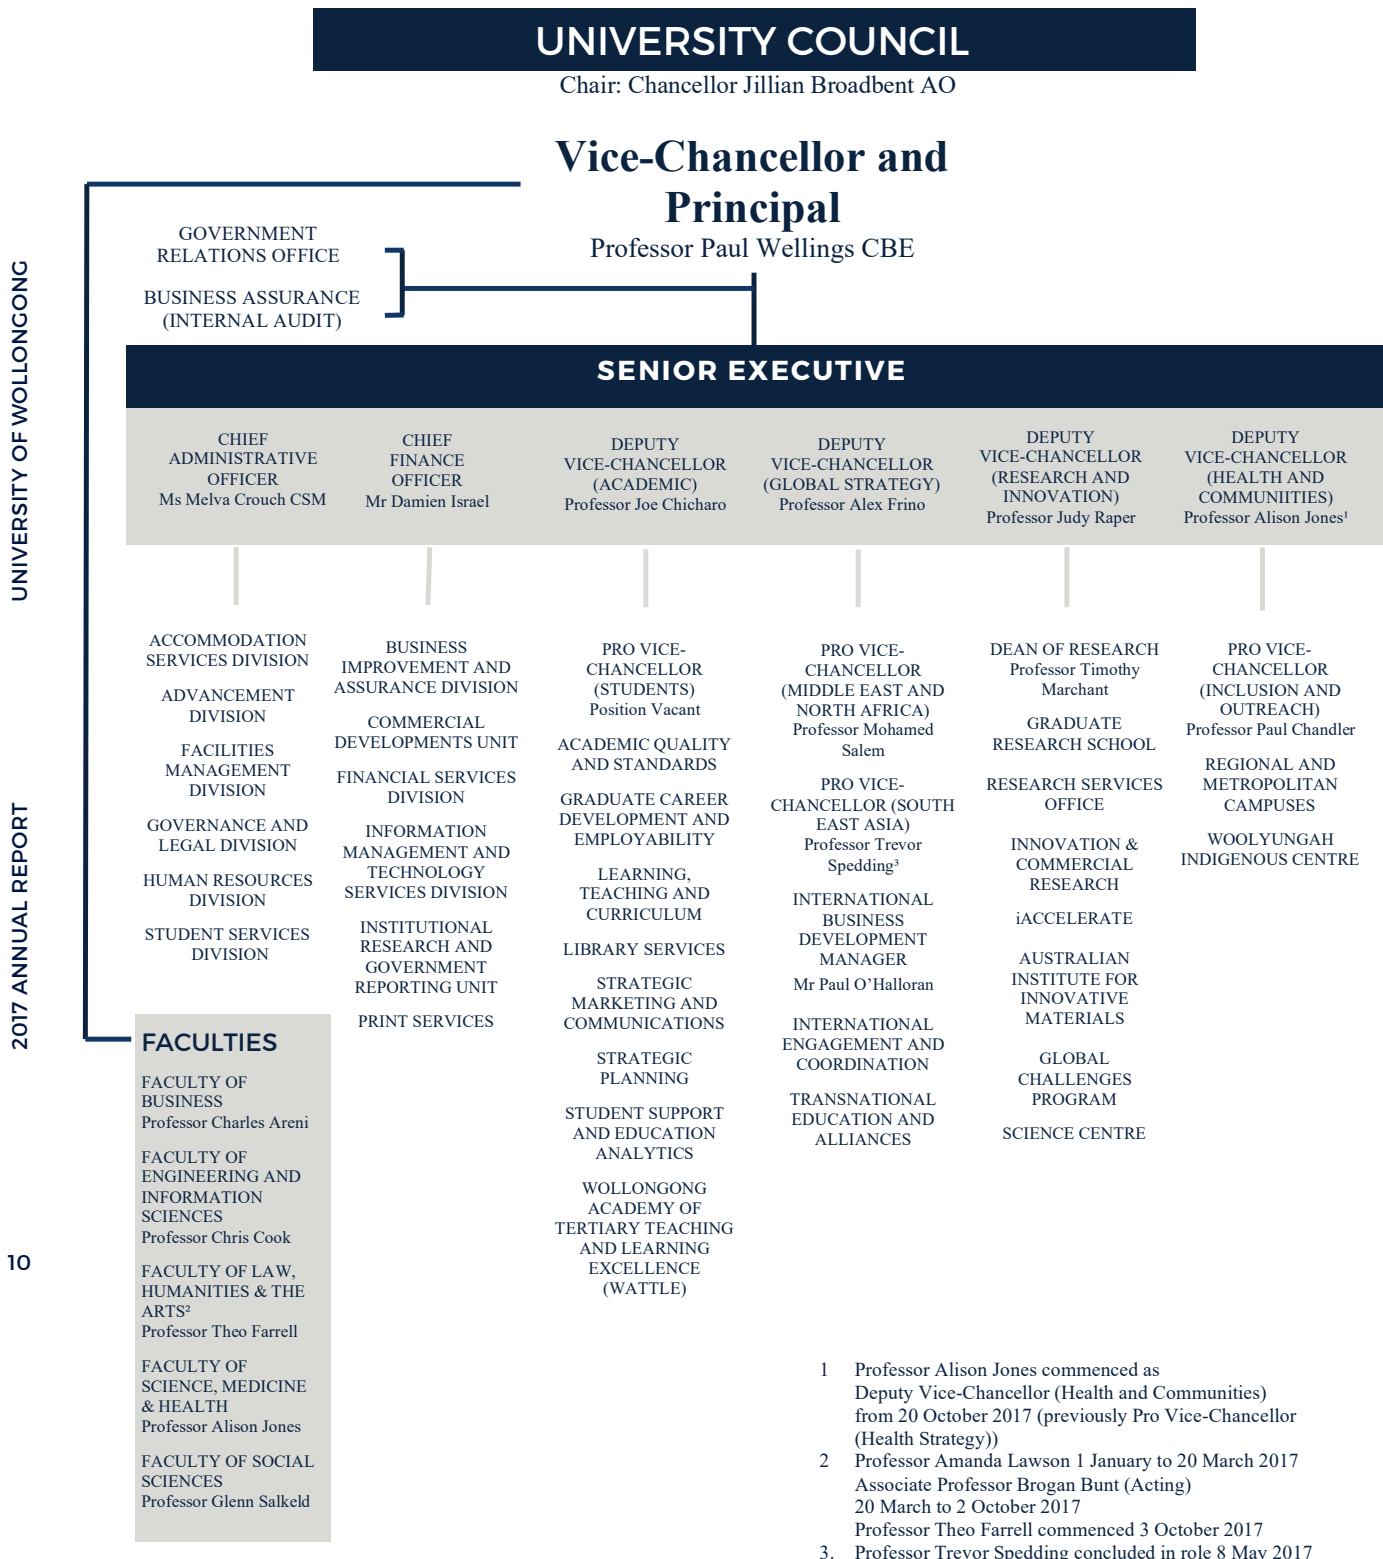 UNIVERSITY COUNCIL
Chair: Chancellor Jillian Broadbent AO
Vice-Chancellor and
Principal
Professor Paul Wellings CBE
GOVERNMENT
RELATIONS OFFICE
BUSINESS ASSURANCE
(INTERNAL AUDIT)
SENIOR EXECUTIVE
CHIEF
ADMINISTRATIVE
OFFICER
Ms Melva Crouch CSM
CHIEF
FINANCE
OFFICER
Mr Damien Israel
DEPUTY
VICE-CHANCELLOR
(ACADEMIC)
Professor Joe Chicharo
DEPUTY
VICE-CHANCELLOR
(GLOBAL STRATEGY)
Professor Alex Frino
DEPUTY
VICE-CHANCELLOR
(RESEARCH AND
INNOVATION)
Professor Judy Raper
DEPUTY
VICE-CHANCELLOR
(HEALTH AND
COMMUNIITIES)
Professor Alison Jones¹
ACCOMMODATION
SERVICES DIVISION
ADVANCEMENT
DIVISION
FACILITIES
MANAGEMENT
DIVISION
GOVERNANCE AND
LEGAL DIVISION
HUMAN RESOURCES
DIVISION
STUDENT SERVICES
DIVISION
BUSINESS
IMPROVEMENT AND
ASSURANCE DIVISION
COMMERCIAL
DEVELOPMENTS UNIT
FINANCIAL SERVICES
DIVISION
INFORMATION
MANAGEMENT AND
TECHNOLOGY
SERVICES DIVISION
INSTITUTIONAL
RESEARCH AND
GOVERNMENT
REPORTING UNIT
PRINT SERVICES
PRO VICE-
CHANCELLOR
(STUDENTS)
Position Vacant
ACADEMIC QUALITY
AND STANDARDS
GRADUATE CAREER
DEVELOPMENT AND
EMPLOYABILITY
LEARNING,
TEACHING AND
CURRICULUM
LIBRARY SERVICES
STRATEGIC
MARKETING AND
COMMUNICATIONS
STRATEGIC
PLANNING
STUDENT SUPPORT
AND EDUCATION
ANALYTICS
WOLLONGONG
ACADEMY OF
TERTIARY TEACHING
AND LEARNING
EXCELLENCE
(WATTLE)
PRO VICE-
CHANCELLOR
(MIDDLE EAST AND
NORTH AFRICA)
Professor Mohamed
Salem
PRO VICE-
CHANCELLOR (SOUTH
EAST ASIA)
Professor Trevor
Spedding³
INTERNATIONAL
BUSINESS
DEVELOPMENT
MANAGER
Mr Paul O’Halloran
INTERNATIONAL
ENGAGEMENT AND
COORDINATION
TRANSNATIONAL
EDUCATION AND
ALLIANCES
DEAN OF RESEARCH
Professor Timothy
Marchant
GRADUATE
RESEARCH SCHOOL
RESEARCH SERVICES
OFFICE
INNOVATION &
COMMERCIAL
RESEARCH
iACCELERATE
AUSTRALIAN
INSTITUTE FOR
INNOVATIVE
MATERIALS
GLOBAL
CHALLENGES
PROGRAM
SCIENCE CENTRE
PRO VICE-
CHANCELLOR
(INCLUSION AND
OUTREACH)
Professor Paul Chandler
REGIONAL AND
METROPOLITAN
CAMPUSES
WOOLYUNGAH
INDIGENOUS CENTRE
FACULTIES
FACULTY OF
BUSINESS
Professor Charles Areni
FACULTY OF
ENGINEERING AND
INFORMATION
SCIENCES
Professor Chris Cook
FACULTY OF LAW,
HUMANITIES & THE
ARTS²
Professor Theo Farrell
FACULTY OF
SCIENCE, MEDICINE
& HEALTH
Professor Alison Jones
FACULTY OF SOCIAL
SCIENCES
Professor Glenn Salkeld
1 Professor Alison Jones commenced as
Deputy Vice-Chancellor (Health and Communities)
from 20 October 2017 (previously Pro Vice-Chancellor
(Health Strategy))
2 Professor Amanda Lawson 1 January to 20 March 2017
Associate Professor Brogan Bunt (Acting)
20 March to 2 October 2017
Professor Theo Farrell commenced 3 October 2017
3. Professor Trevor Spedding concluded in role 8 May 2017
UNIVERSITY OF WOLLONGONG
2017 ANNUAL REPORT
10